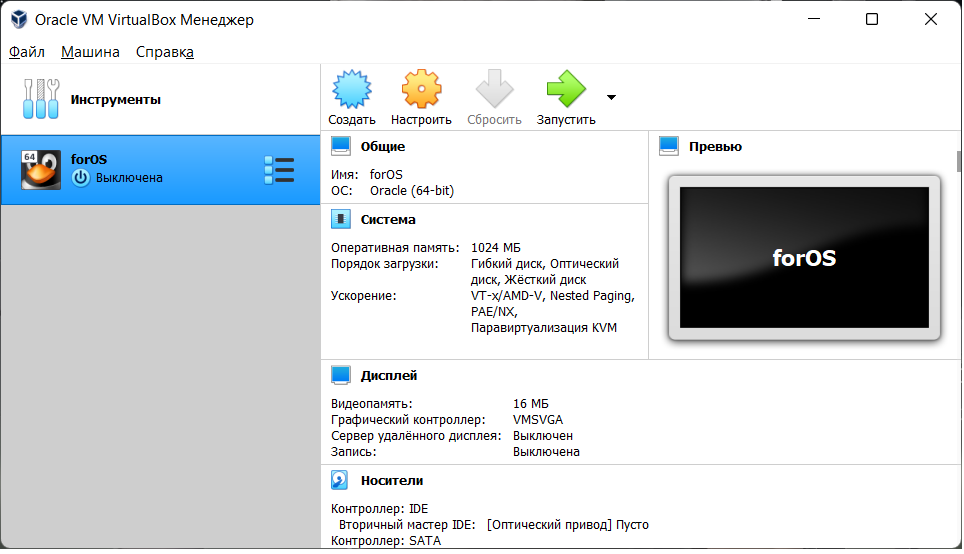 Oracle VM VirtualBox Менеджер
Файл Машина Справка
Инструменты
64
forOS
Выключена
Создать Настроить Сбросить Запустить
Общие
Имя: forOS
ОС: Oracle (64-bit)
Превью
forOS
Система
Оперативная память: 1024 МБ
Порядок загрузки: Гибкий диск, Оптический
диск, Жёсткий диск
Ускорение: VT-x/AMD-V, Nested Paging,
PAE/NX,
Паравиртуализация KVM
Дисплей
Видеопамять: 16 МБ
Графический контроллер: VMSVGA
Сервер удалённого дисплея: Выключен
Запись: Выключена
Носители
Контроллер: IDE
Вторичный мастер IDE: [Оптический привод] Пусто
Контроллер: SATA